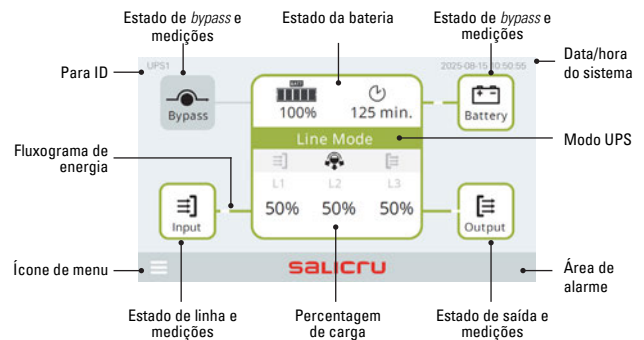 Estado de bypass e
medições
Estado da bateria
Estado de bypass e
medições
Data/hora
do sistema
Para ID
UPS1
2025-08-15 10:50:55
Bypass
BATT
100%
125 min.
Battery
Line Mode
Modo UPS
Fluxograma de
energia
L1
L2
L3
50%
50%
50%
Input
Output
Ícone de menu
salicru
Área de
alarme
Estado de linha e
medições
Percentagem
de carga
Estado de saída e
medições